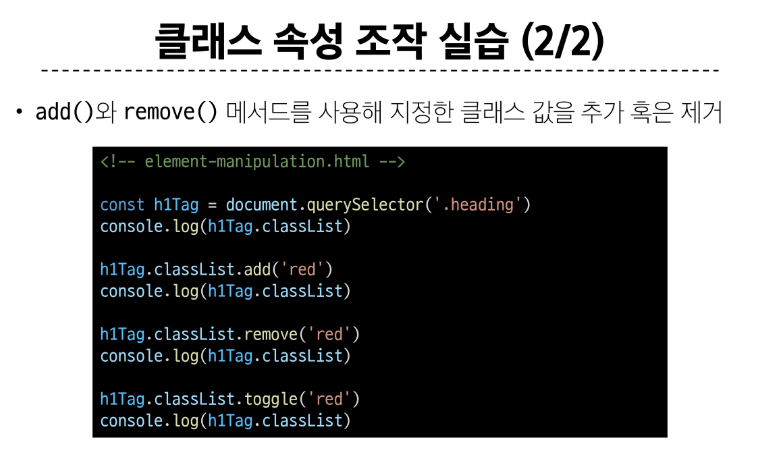 클래스 속성 조작 실습 (2/2)
• add()와 remove() 메서드를 사용해 지정한 클래스 값을 추가 혹은 제거
<!-- element-manipulation.html -->
const h1Tag = document.querySelector('.heading')
console.log(h1Tag.classList)
h1Tag.classList.add('red')
console.log(h1Tag.classList)
h1Tag.classList.remove('red')
console.log(h1Tag.classList)
h1Tag.classList.toggle('red')
console.log(h1Tag.classList)